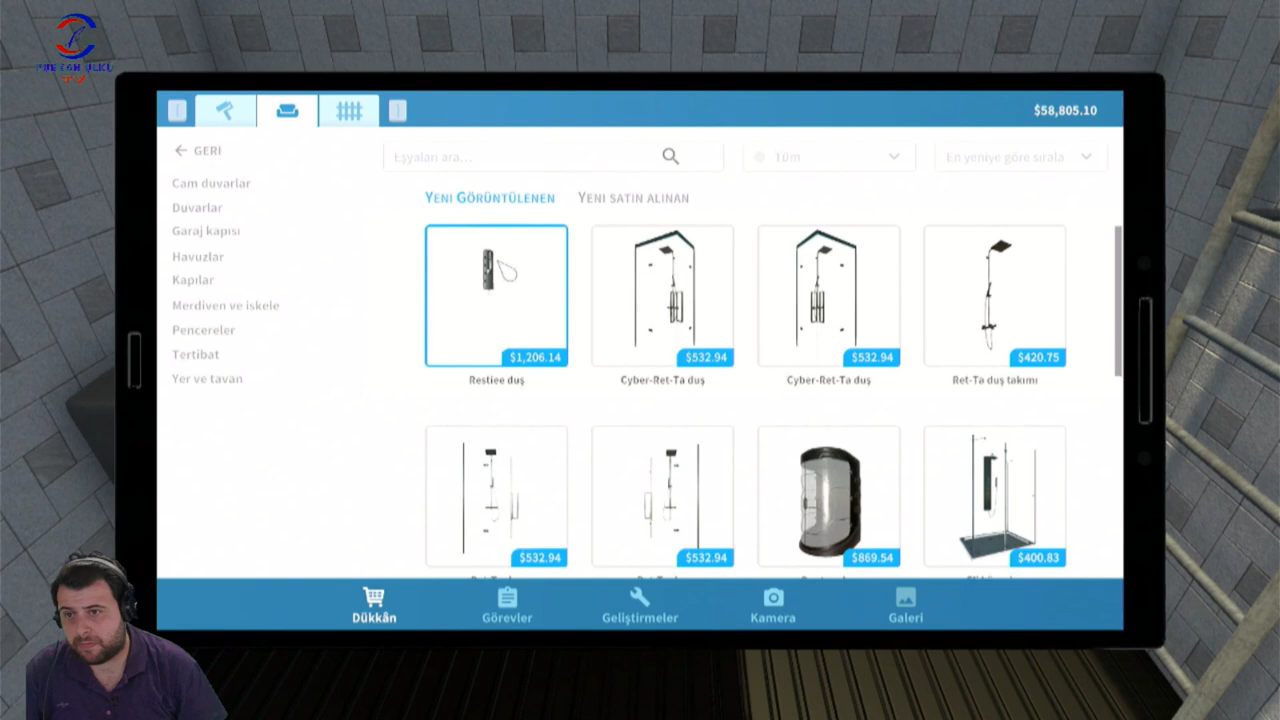 $58,805.10
GERI
Eşyaları ara...
Tüm
En yeniye göre sırala
Cam duvarlar
Duvarlar
Garaj kapısı
Havuzlar
Kapılar
Merdiven ve iskele
Pencereler
Tertibat
Yer ve tavan
YENİ GÖRÜNTÜLENEN
YENİ SATIN ALINAN
$1,206.14
$532.94
$532.94
$420.75
Restiee duş
Cyber-Ret-Ta duş
Cyber-Ret-Ta duş
Ret-Ta duş takımı
$532.94
$532.94
$869.54
$400.83
Dükkân
Görevler
Geliştirmeler
Kamera
Galeri